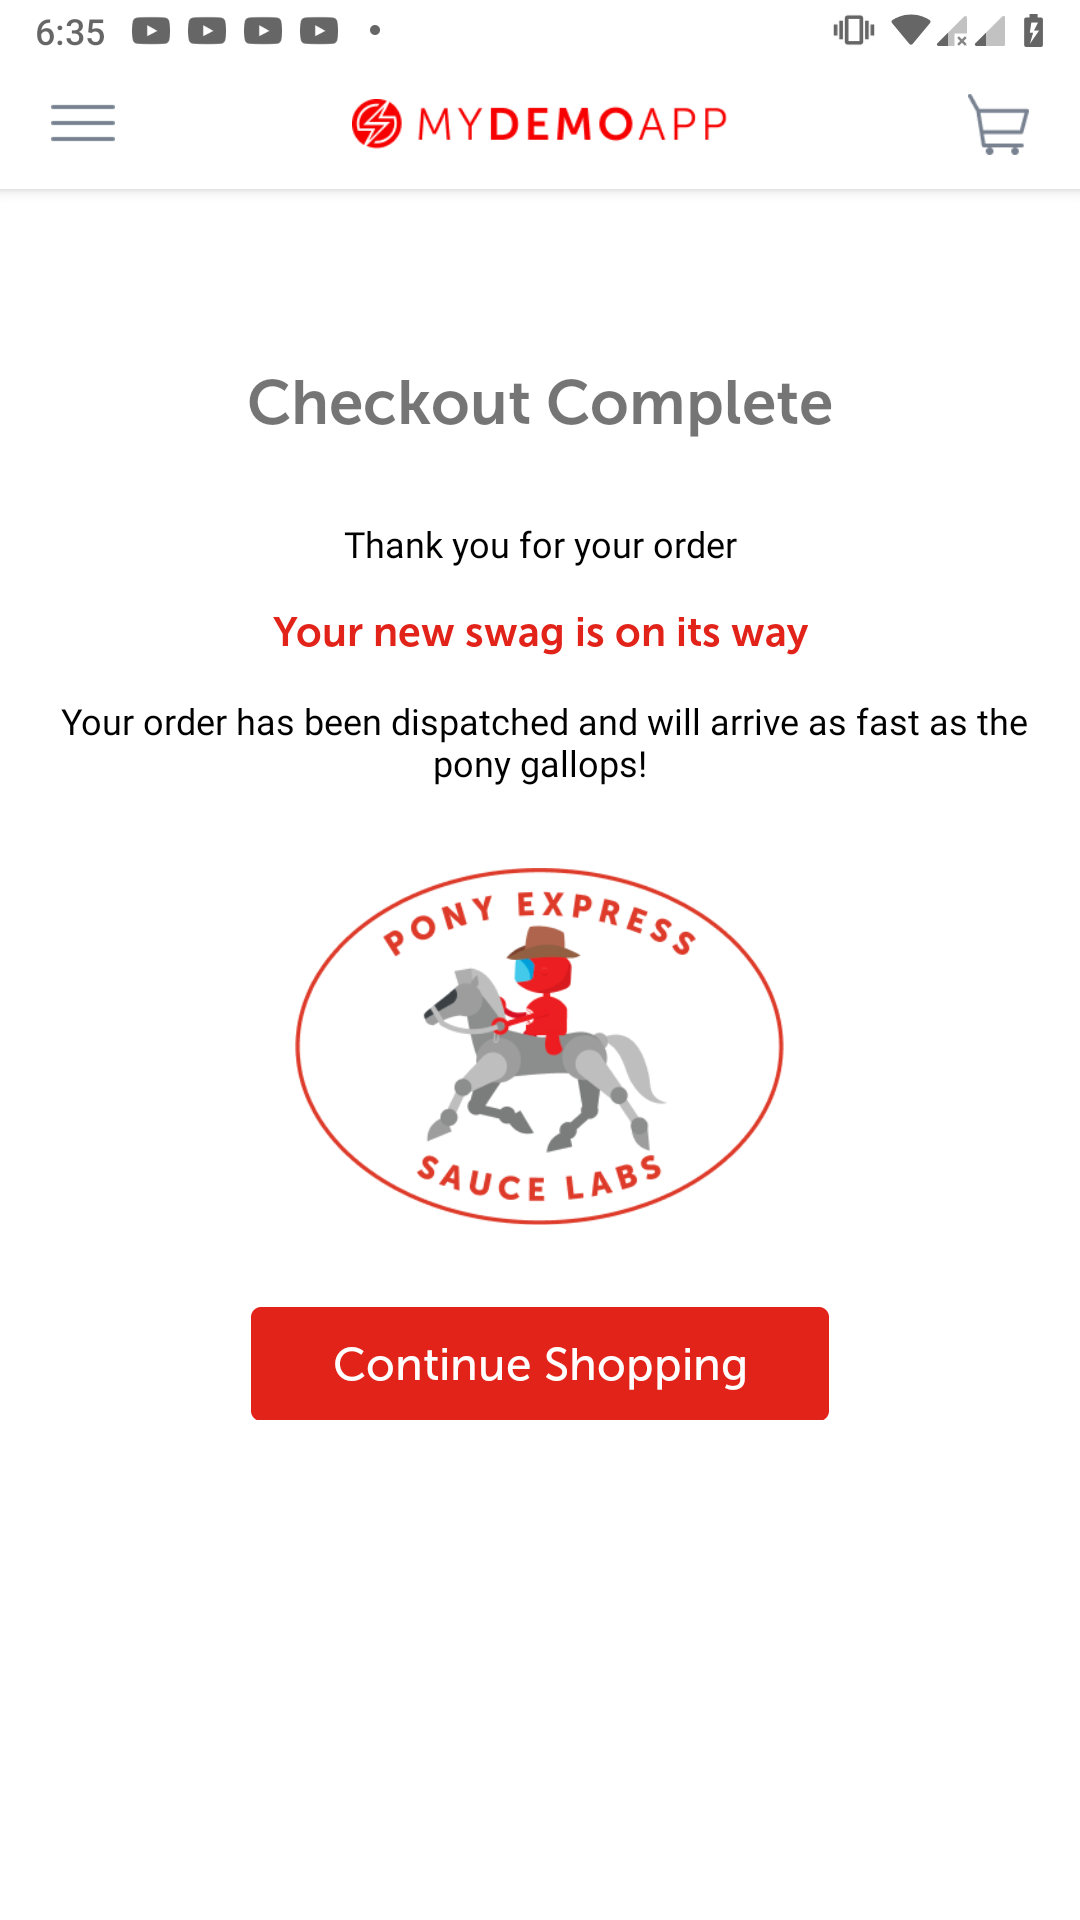 6:35
MYDEMOAPP
Checkout Complete
Thank you for your order
Your new swag is on its way
Your order has been dispatched and will arrive as fast as the
pony gallops!
PONY EXPRESS
SAUCE LABS
Continue Shopping